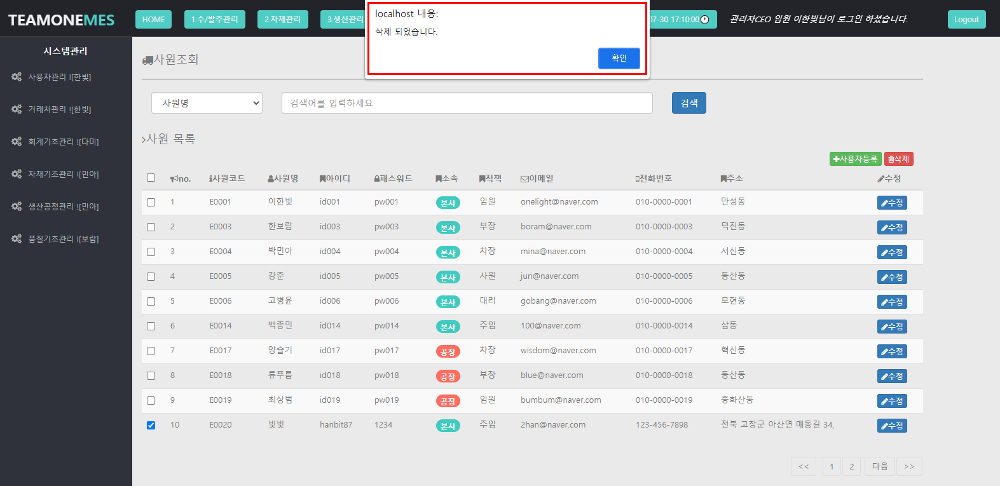 TEAMONEMES
HOME
1.수/발주관리
2.자재관리
3.생산관리
localhost 내용:
삭제 되었습니다.
확인
07-30 17:10:00
관리자CEO 임원 이한빛님이 로그인 하셨습니다.
Logout
시스템관리
사용자관리 ![한빛]
거래처관리 ![한빛]
회계기초관리 ![다미]
자재기초관리 ![민아]
생산공정관리 ![민아]
품질기초관리 ![보람]
사원조회
사원명 검색어를 입력하세요 검색
사원 목록
사용자등록 삭제
no. 사원코드 사원명 아이디 패스워드 소속 직책 이메일 전화번호 주소 수정
1 E0001 이한빛 id001 pw001 본사 임원 onelight@naver.com 010-0000-0001 만성동 수정
2 E0003 한보람 id003 pw003 본사 부장 boram@naver.com 010-0000-0003 덕진동 수정
3 E0004 박민아 id004 pw004 본사 차장 mina@naver.com 010-0000-0004 서신동 수정
4 E0005 강준 id005 pw005 본사 사원 jun@naver.com 010-0000-0005 동산동 수정
5 E0006 고병윤 id006 pw006 본사 대리 gobang@naver.com 010-0000-0006 모현동 수정
6 E0014 백종민 id014 pw014 본사 주임 100@naver.com 010-0000-0014 삼동 수정
7 E0017 양슬기 id017 pw017 공장 차장 wisdom@naver.com 010-0000-0017 혁신동 수정
8 E0018 류푸름 id018 pw018 공장 부장 blue@naver.com 010-0000-0018 동산동 수정
9 E0019 최상범 id019 pw019 공장 임원 bumbum@naver.com 010-0000-0019 중화산동 수정
10 E0020 빛빛 hanbit87 1234 본사 주임 2han@naver.com 123-456-7898 전북 고창군 아산면 매동길 34, 수정
<< 1 2 다음 >>